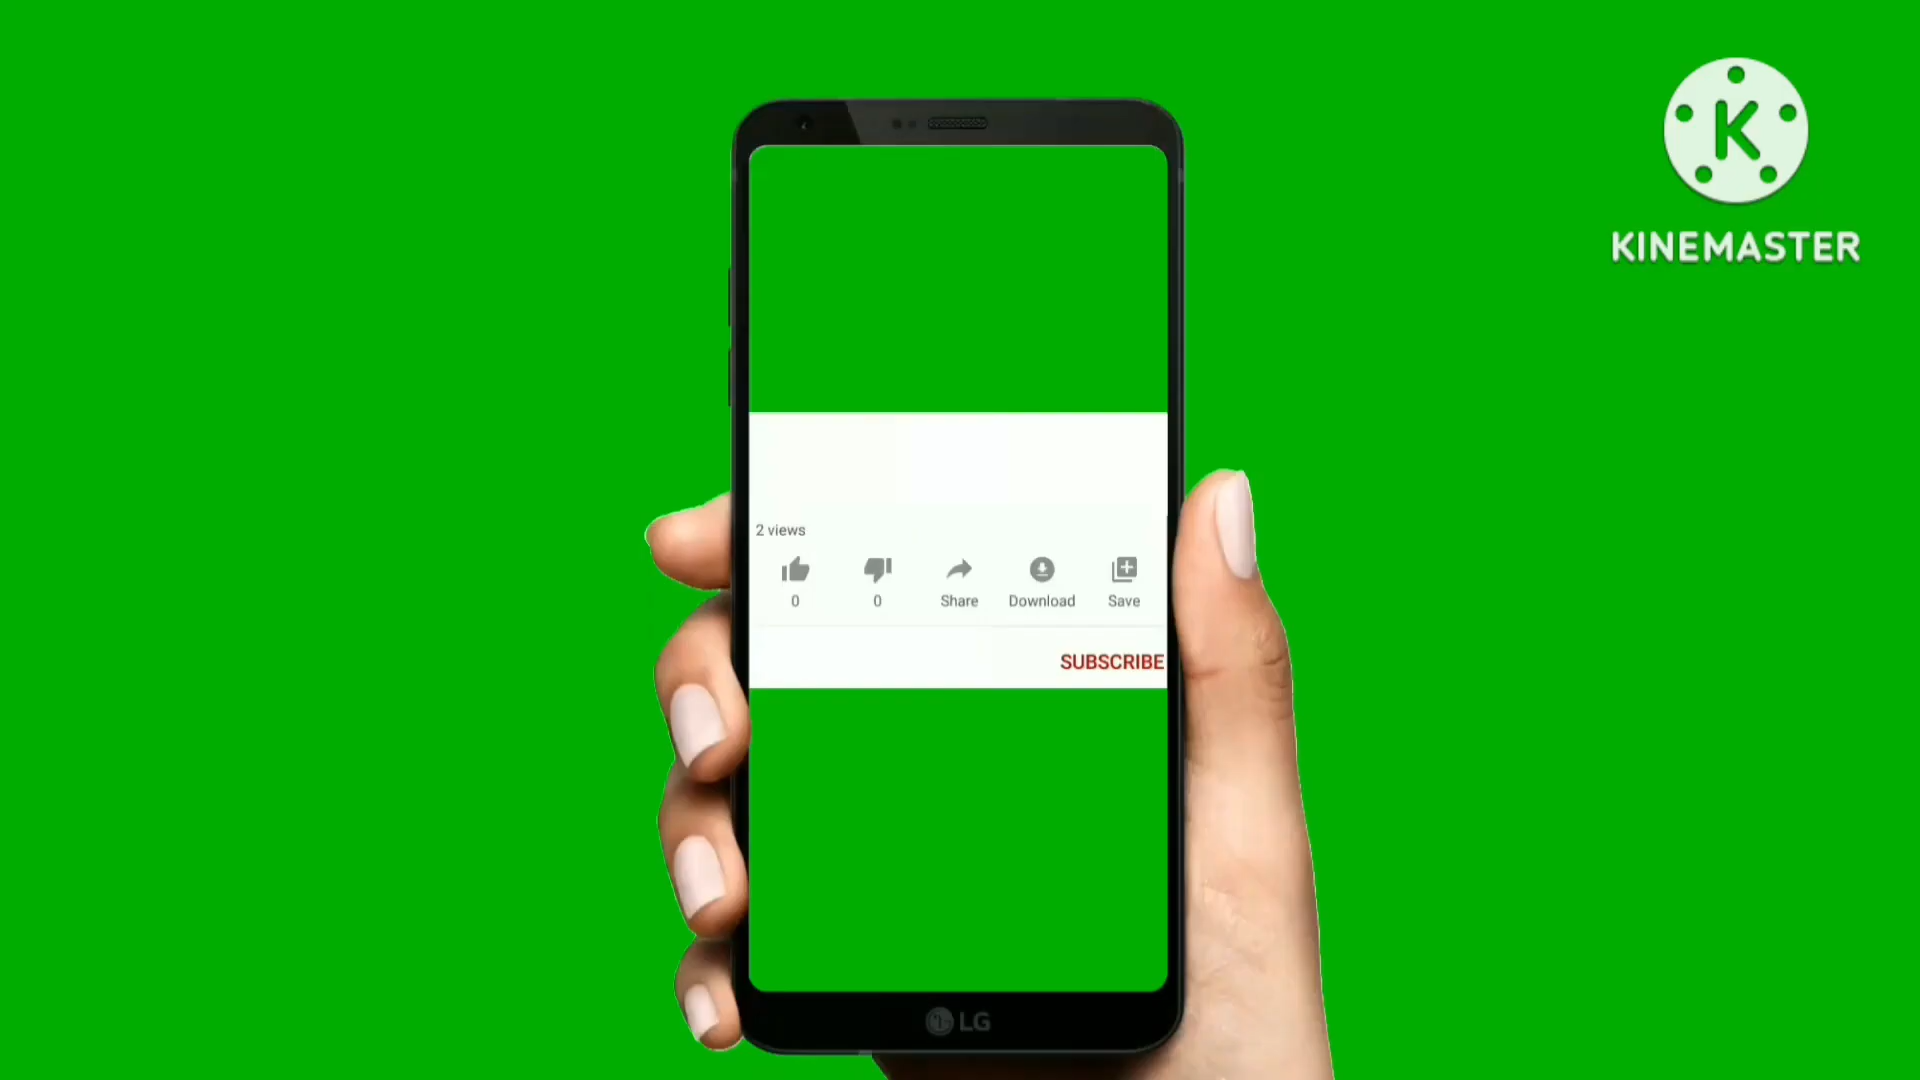 K
KINEMASTER
2 views
0 0 Share Download Save
SUBSCRIBE
LG